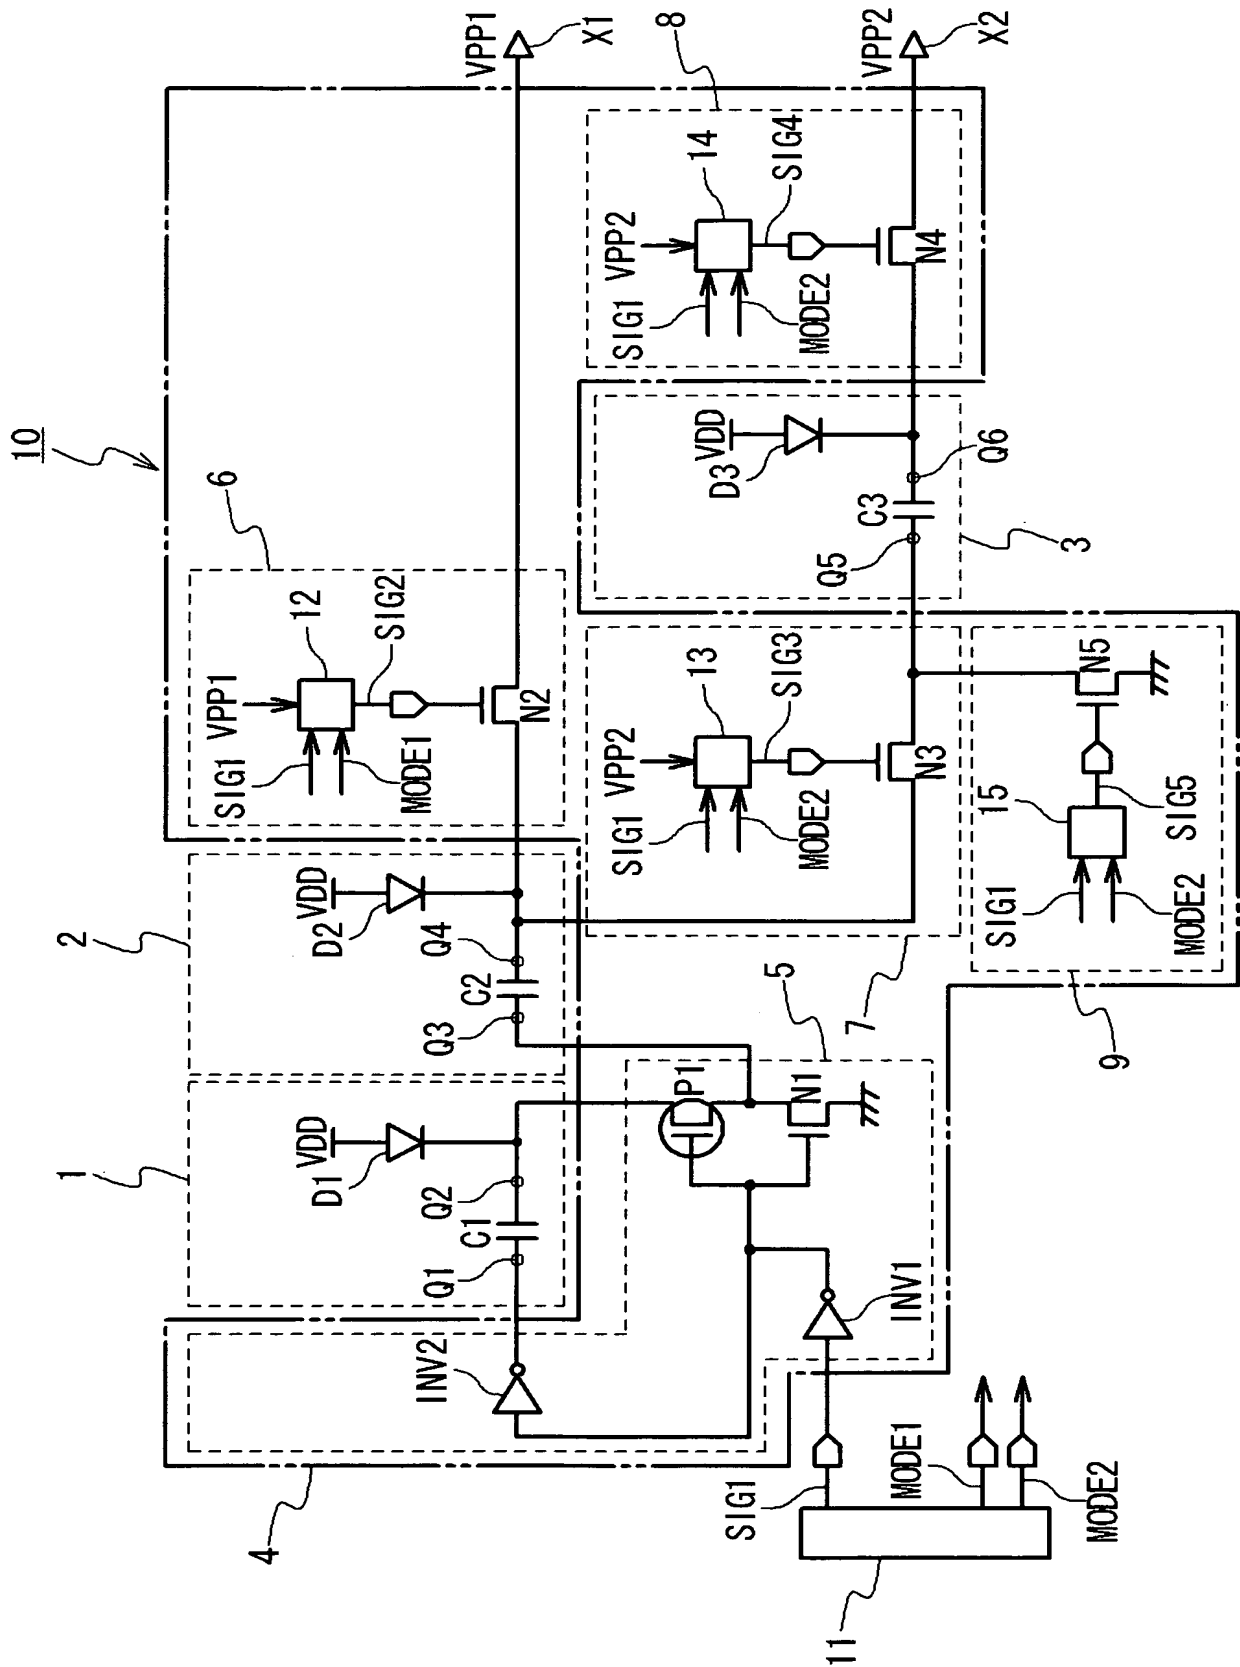 10
4
1
2
6
VDD
D1
Q1
C1
Q2
VDD
D2
Q3
C2
Q4
VPP1
12
SIG1
MODE1
SIG2
N2
VPP1
X1
INV2
P1
N1
5
INV1
7
VPP2
13
SIG1
MODE2
SIG3
N3
VDD
D3
Q5
C3
Q6
3
8
VPP2
14
SIG1
MODE2
SIG4
N4
VPP2
X2
9
SIG1
15
MODE2
SIG5
N5
11
SIG1
MODE1
MODE2